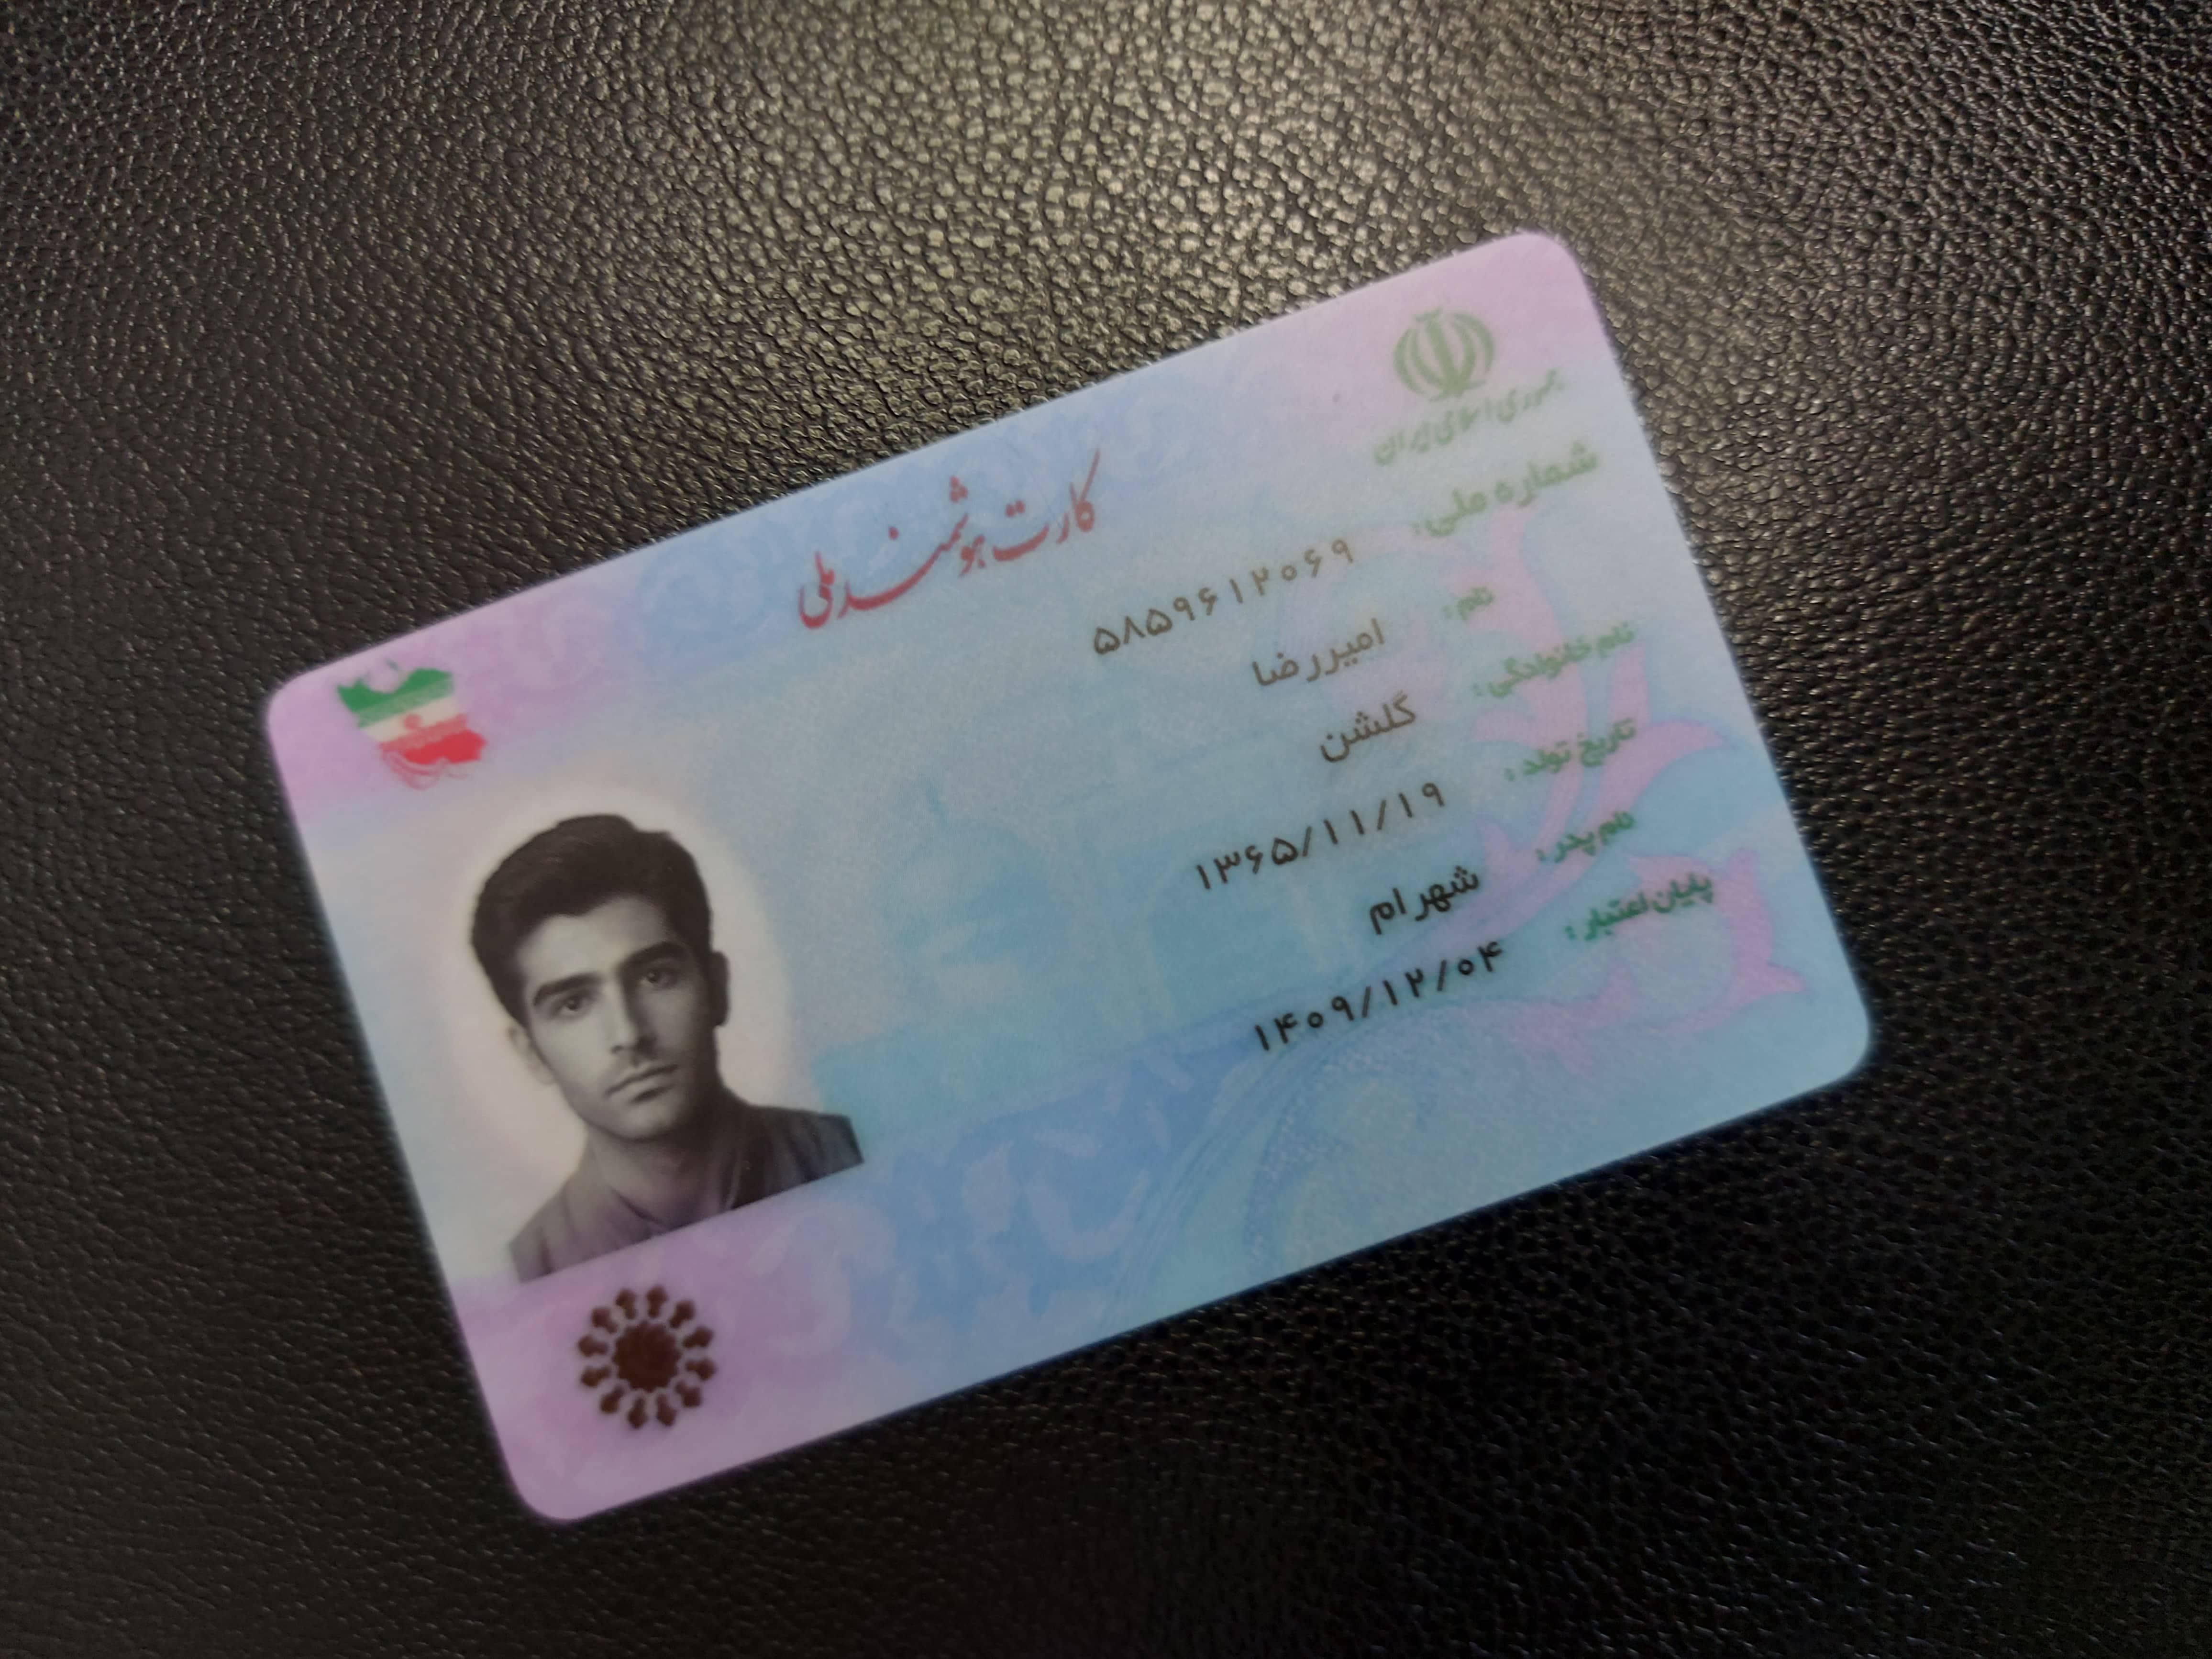 جمهوری اسلامی ایران
کارت هوشمند ملی
شماره ملی:
۵۸۵۹۶۱۲۰۶۹
نام:
امیررضا
نام خانوادگی:
گلشن
تاریخ تولد:
۱۳۶۵/۱۱/۱۹
نام پدر:
شهرام
پایان اعتبار:
۱۴۰۹/۱۲/۰۴